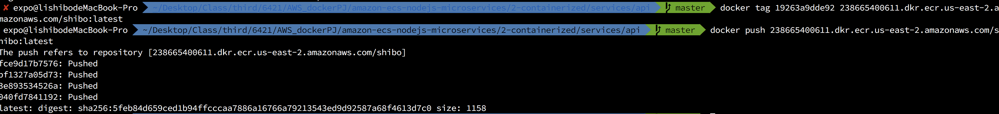 ✘ expo@lishibodeMacBook-Pro ~/Desktop/Class/third/6421/AWS_dockerPJ/amazon-ecs-nodejs-microservices/2-containerized/services/api master docker tag 19263a9dde92 238665400611.dkr.ecr.us-east-2.a
mazonaws.com/shibo:latest
expo@lishibodeMacBook-Pro ~/Desktop/Class/third/6421/AWS_dockerPJ/amazon-ecs-nodejs-microservices/2-containerized/services/api master docker push 238665400611.dkr.ecr.us-east-2.amazonaws.com/s
hibo:latest
The push refers to repository [238665400611.dkr.ecr.us-east-2.amazonaws.com/shibo]
fce9d17b7576: Pushed
bf1327a05d73: Pushed
3e893534526a: Pushed
040fd7841192: Pushed
latest: digest: sha256:5feb84d659ced1b94ffcccaa7886a16766a79213543ed9d92587a68f4613d7c0 size: 1158